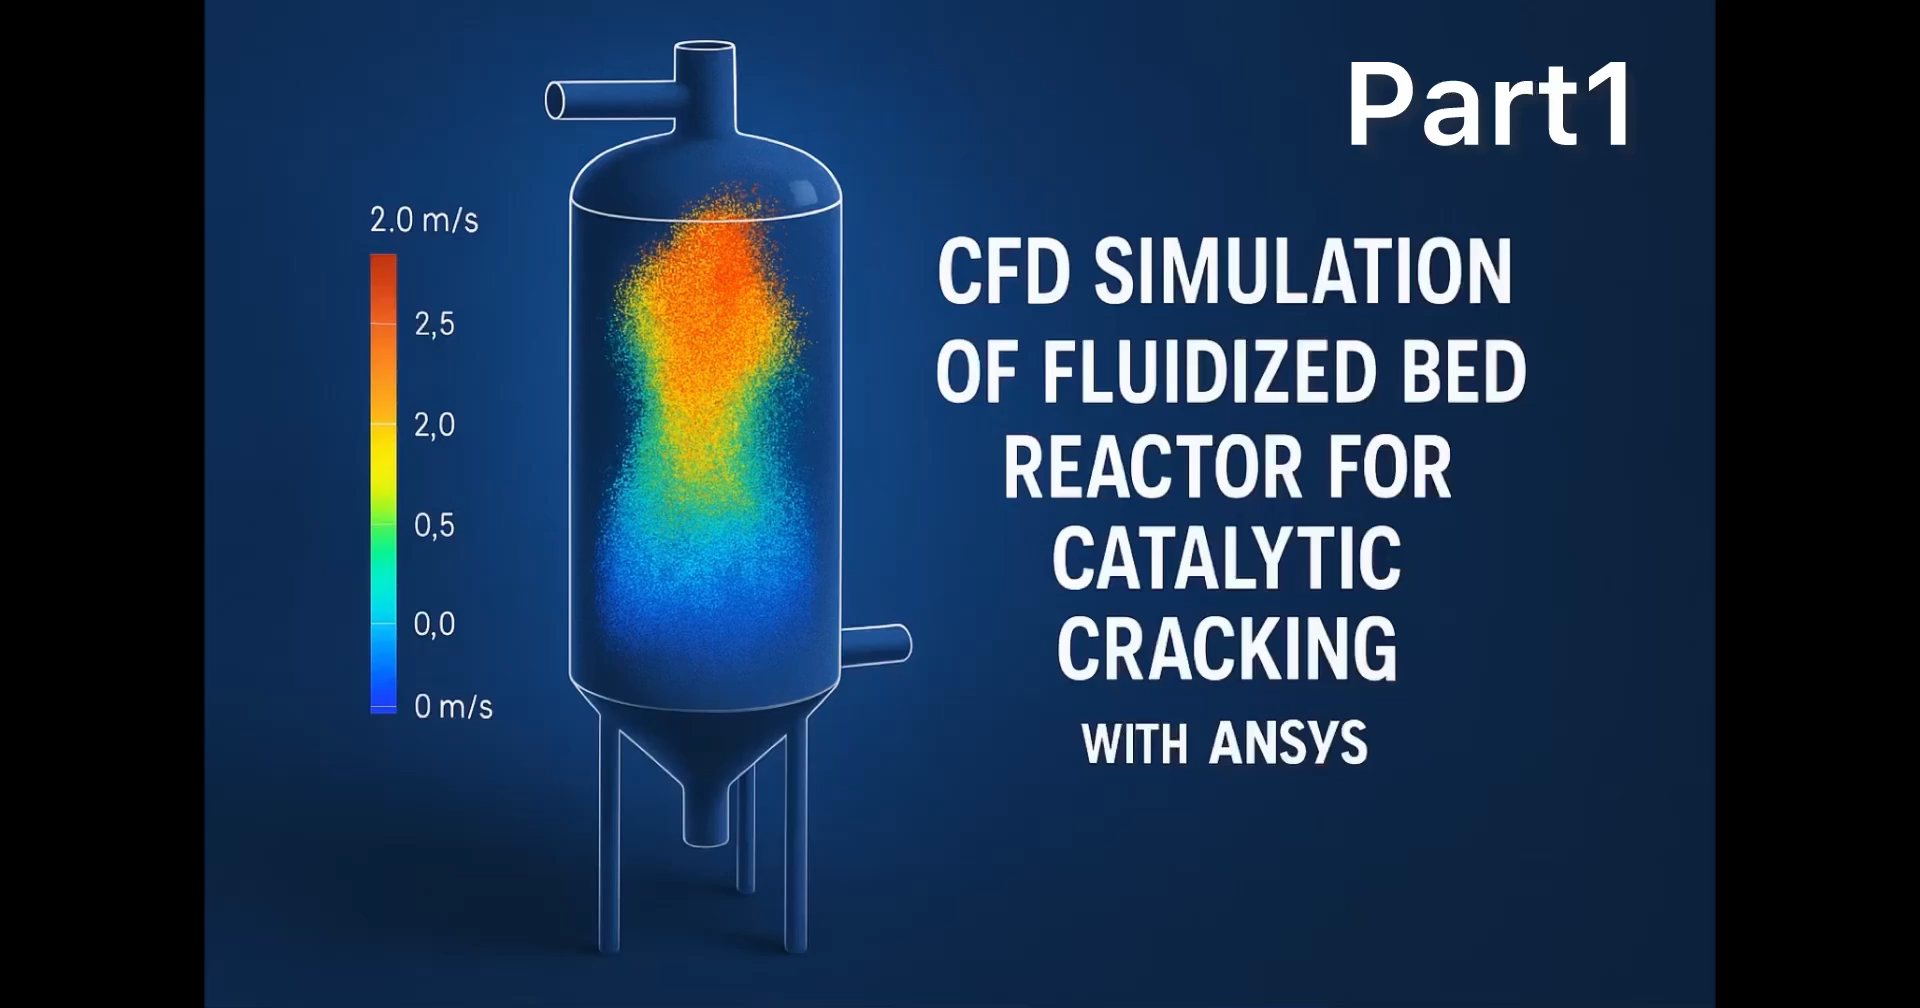 Part1
2.0 m/s
2,5
2,0
0,5
0,0
0 m/s
CFD SIMULATION
OF FLUIDIZED BED
REACTOR FOR
CATALYTIC
CRACKING
WITH ANSYS